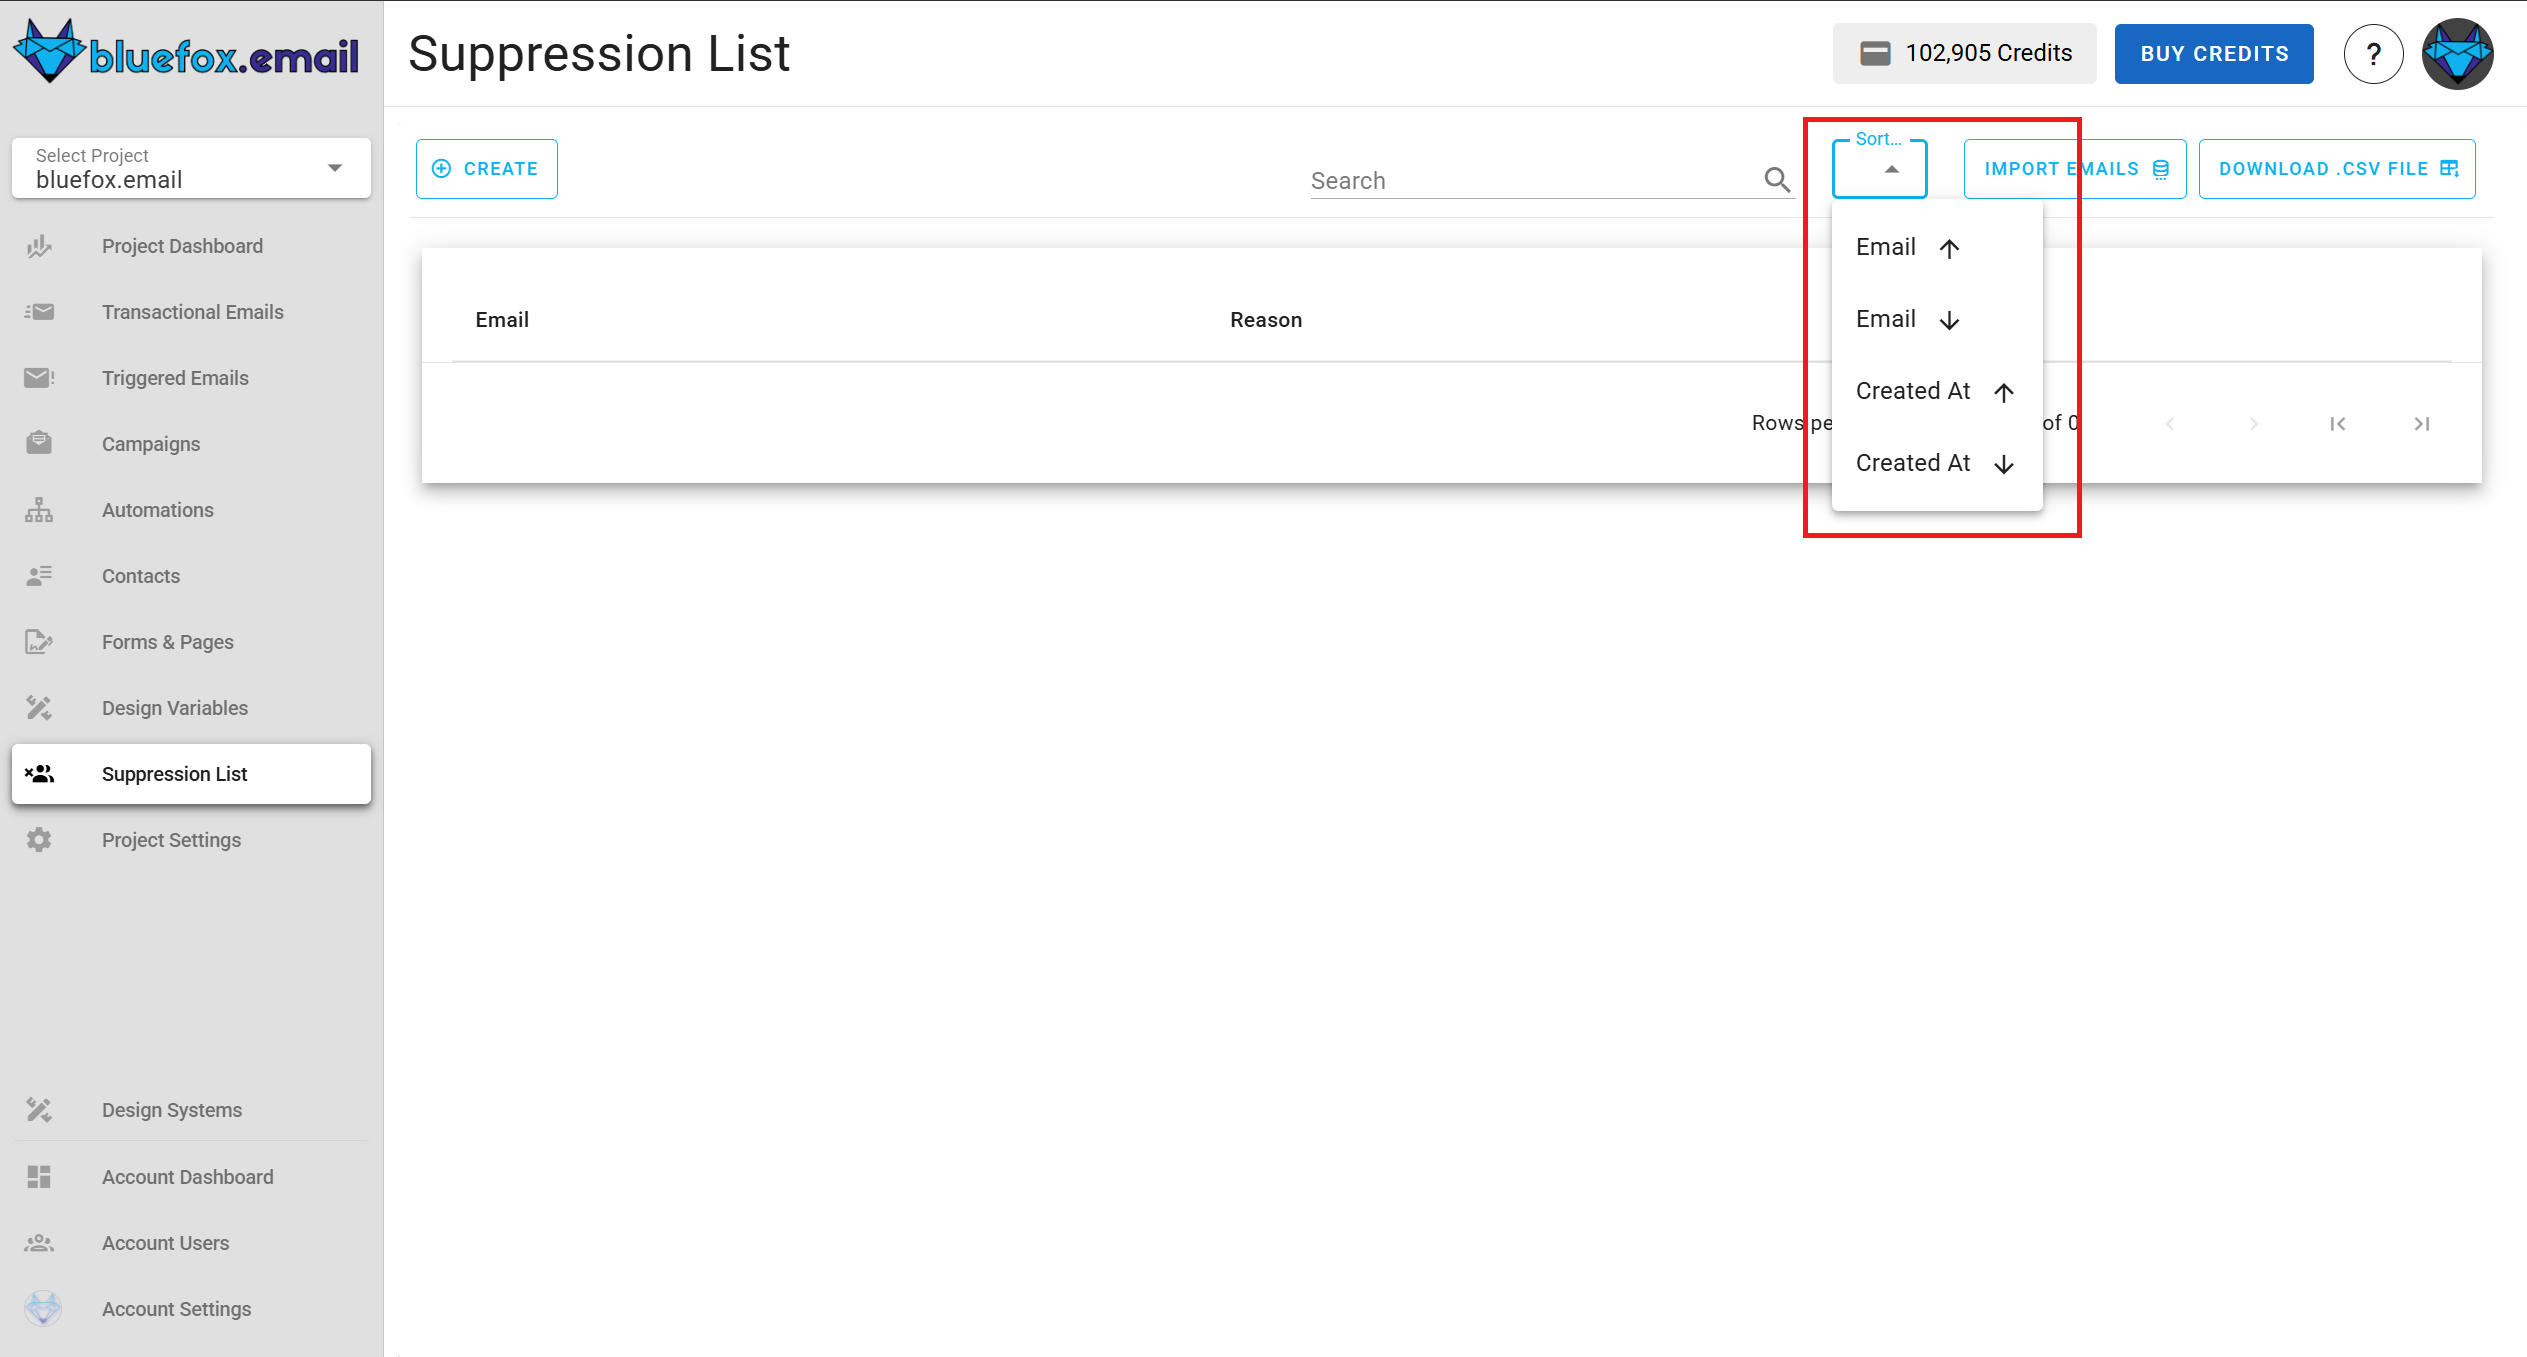 bluefox.email
Suppression List
102,905 Credits
BUY CREDITS
?
Select Project
bluefox.email
CREATE
Search
Sort...
IMPORT EMAILS
DOWNLOAD .CSV FILE
Project Dashboard
Transactional Emails
Triggered Emails
Campaigns
Automations
Contacts
Forms & Pages
Design Variables
Suppression List
Project Settings
Design Systems
Account Dashboard
Account Users
Account Settings
Email
Reason
Email ↑
Email ↓
Created At ↑
Created At ↓
Rows pe
of 0